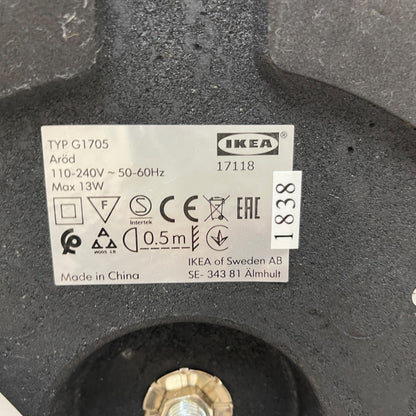 TYP G1705
Aröd
110-240V ~ 50-60Hz
Max 13W
IKEA
17118
F
S
Intertek
CE
EAC
1838
0.5m
Made in China
IKEA of Sweden AB
SE- 343 81 Älmhult